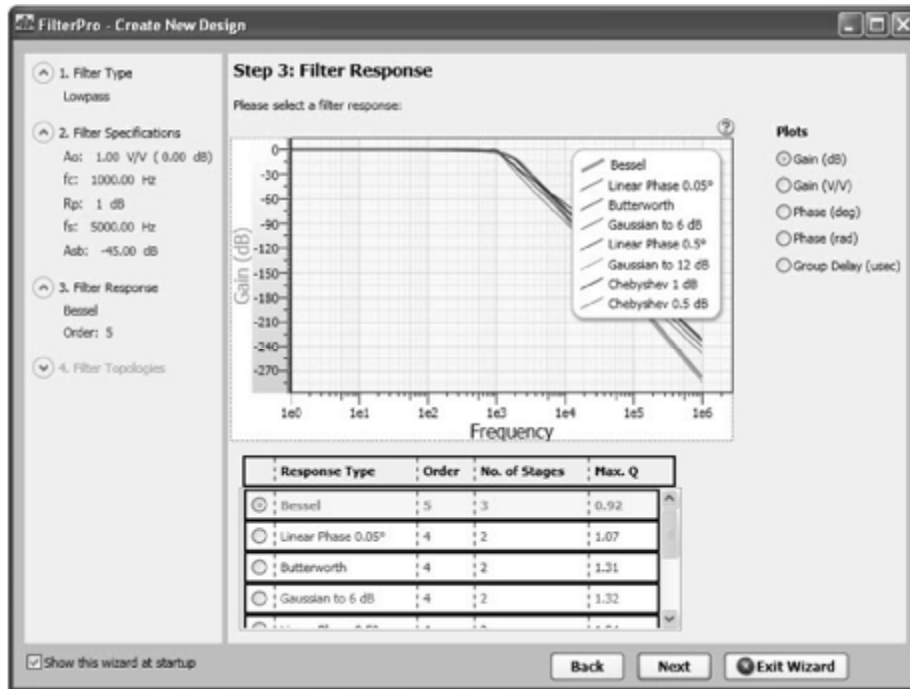 FilterPro - Create New Design
1. Filter Type
Lowpass
2. Filter Specifications
Ao: 1.00 V/V ( 0.00 dB)
fc: 1000.00 Hz
Rp: 1 dB
fs: 5000.00 Hz
Asb: -45.00 dB
3. Filter Response
Bessel
Order: 5
4. Filter Topologies
Step 3: Filter Response
Please select a filter response:
?
Gain (dB)
0
-30
-60
-90
-120
-150
-180
-210
-240
-270
1e0 1e1 1e2 1e3 1e4 1e5 1e6
Frequency
Bessel
Linear Phase 0.05°
Butterworth
Gaussian to 6 dB
Linear Phase 0.5°
Gaussian to 12 dB
Chebyshev 1 dB
Chebyshev 0.5 dB
Plots
Gain (dB)
Gain (V/V)
Phase (deg)
Phase (rad)
Group Delay (usec)
Response Type Order No. of Stages Max. Q
Bessel 5 3 0.92
Linear Phase 0.05° 4 2 1.07
Butterworth 4 2 1.31
Gaussian to 6 dB 4 2 1.32
Show this wizard at startup
Back Next Exit Wizard